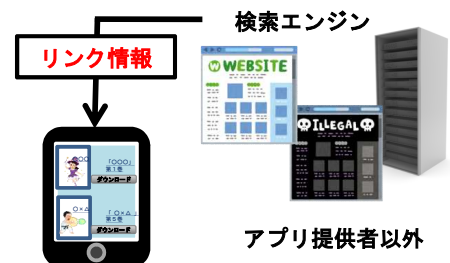 検索エンジン
リンク情報
WEBSITE
ILLEGAL
「○○○」
第1巻
ダウンロード
「○×△」
第5巻
ダウンロード
アプリ提供者以外